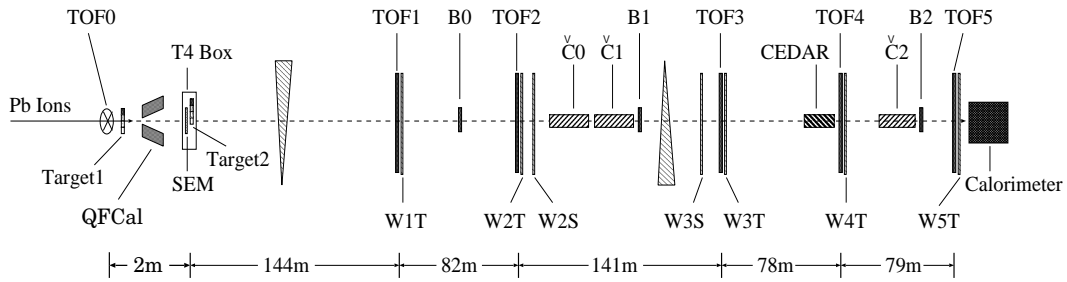 TOF0 TOF1 B0 TOF2 B1 TOF3 TOF4 B2 TOF5
T4 Box Č0 Č1 CEDAR Č2
Pb Ions
Target2
Target1 SEM Calorimeter
QFCal
W1T W2T W2S W3S W3T W4T W5T
2m 144m 82m 141m 78m 79m